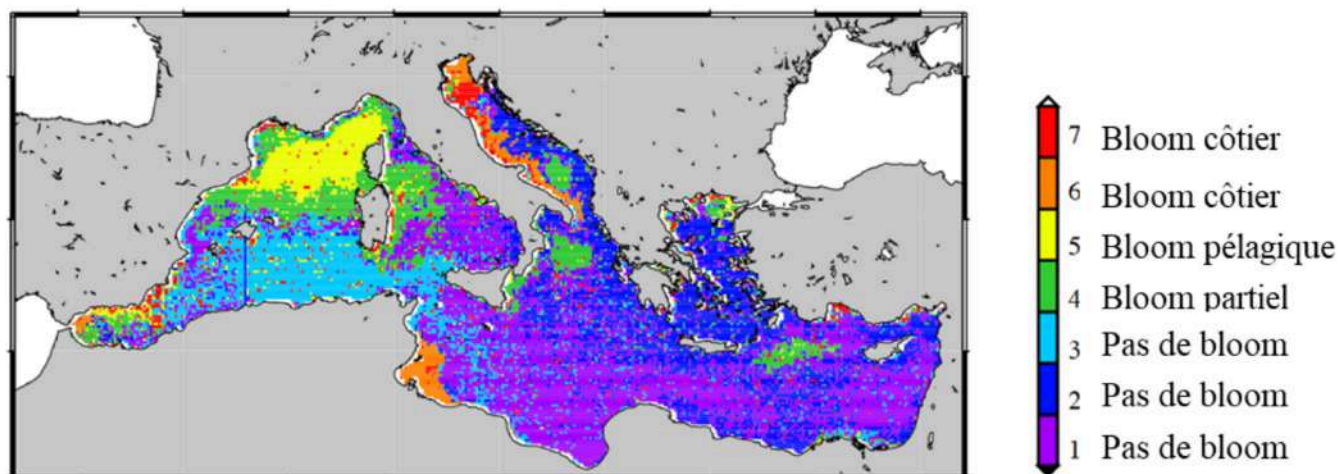 7 Bloom côtier
6 Bloom côtier
5 Bloom pélagique
4 Bloom partiel
3 Pas de bloom
2 Pas de bloom
1 Pas de bloom